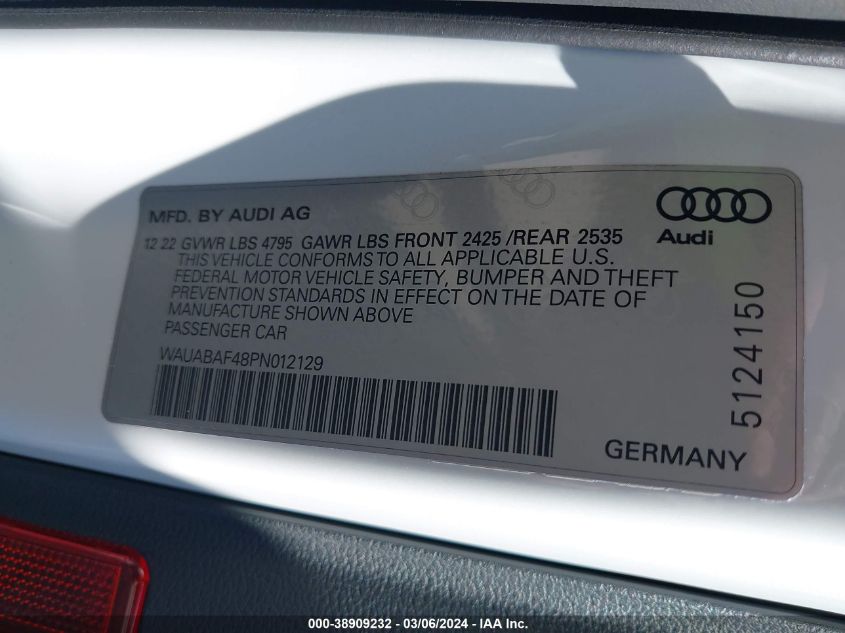 MFD. BY AUDI AG
Audi
12 22 GVWR LBS 4795 GAWR LBS FRONT 2425 /REAR 2535
THIS VEHICLE CONFORMS TO ALL APPLICABLE U.S.
FEDERAL MOTOR VEHICLE SAFETY, BUMPER AND THEFT
PREVENTION STANDARDS IN EFFECT ON THE DATE OF
MANUFACTURE SHOWN ABOVE
PASSENGER CAR
WAUABAF48PN012129
GERMANY
5124150
000-38909232 - 03/06/2024 - IAA Inc.